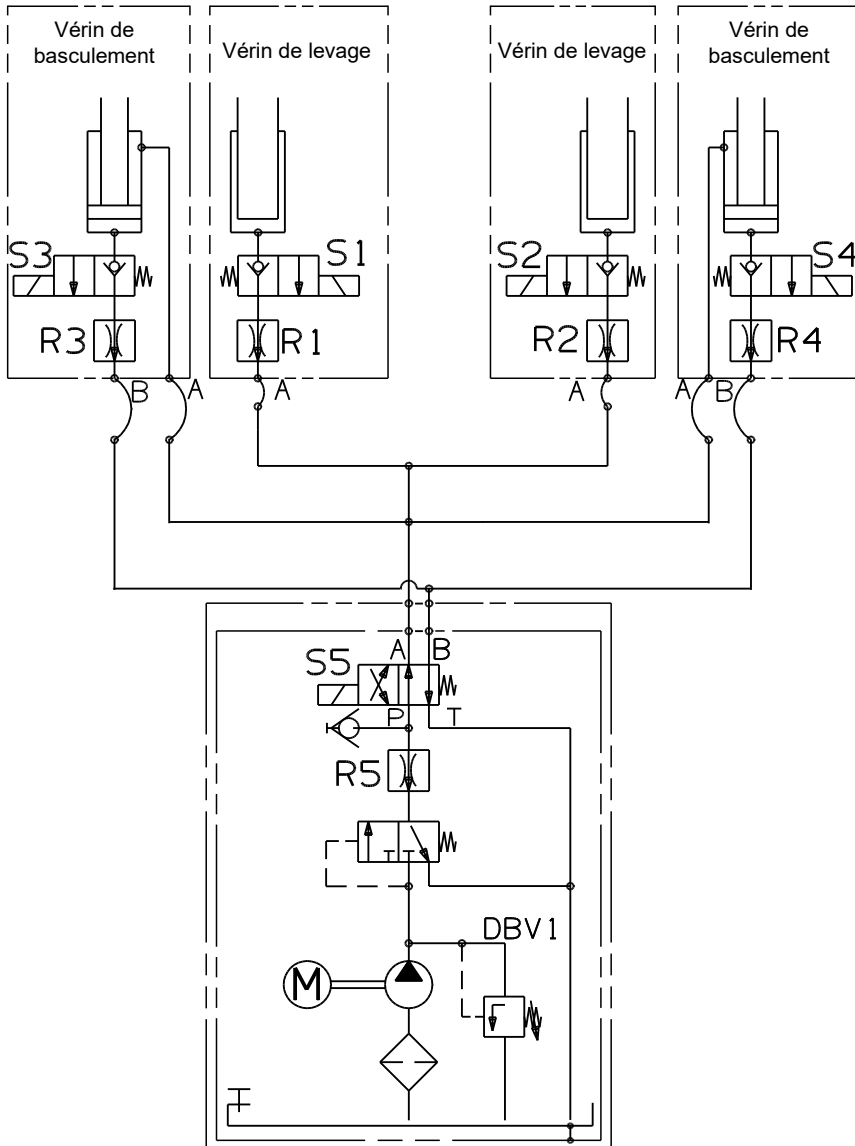 Vérin de
basculement
Vérin de levage
Vérin de levage
Vérin de
basculement
S3
S1
S2
S4
R3
R1
R2
R4
B
A
A
A
A
B
A
B
S5
P
T
R5
DBV1
M